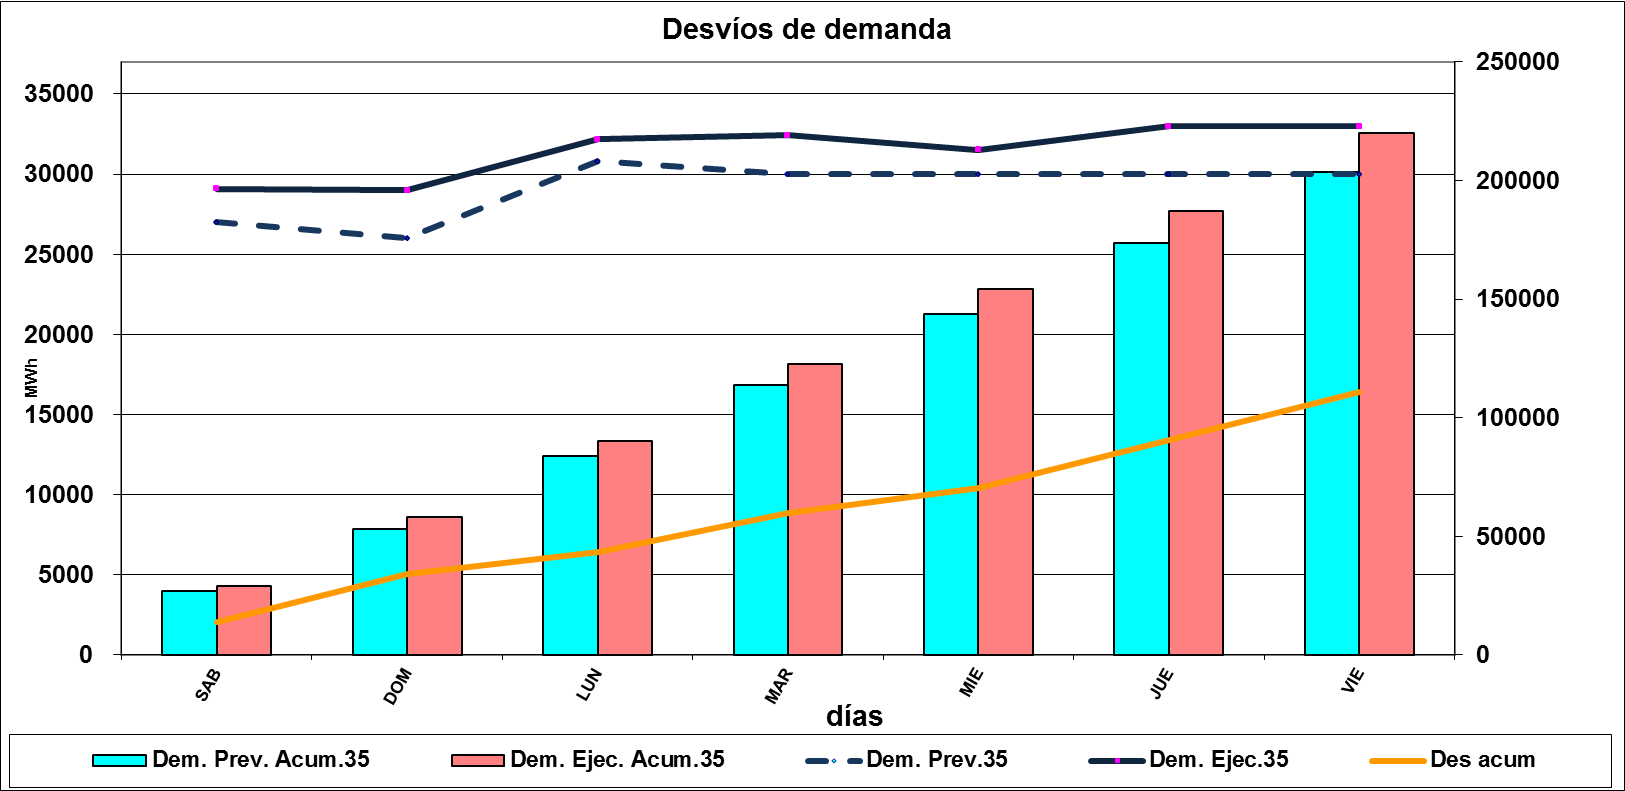 Desvíos de demanda
35000
30000
25000
20000
15000
10000
5000
0
MWh
250000
200000
150000
100000
50000
0
SAB
DOM
LUN
MAR
MIE
JUE
VIE
días
Dem. Prev. Acum.35
Dem. Ejec. Acum.35
Dem. Prev.35
Dem. Ejec.35
Des acum